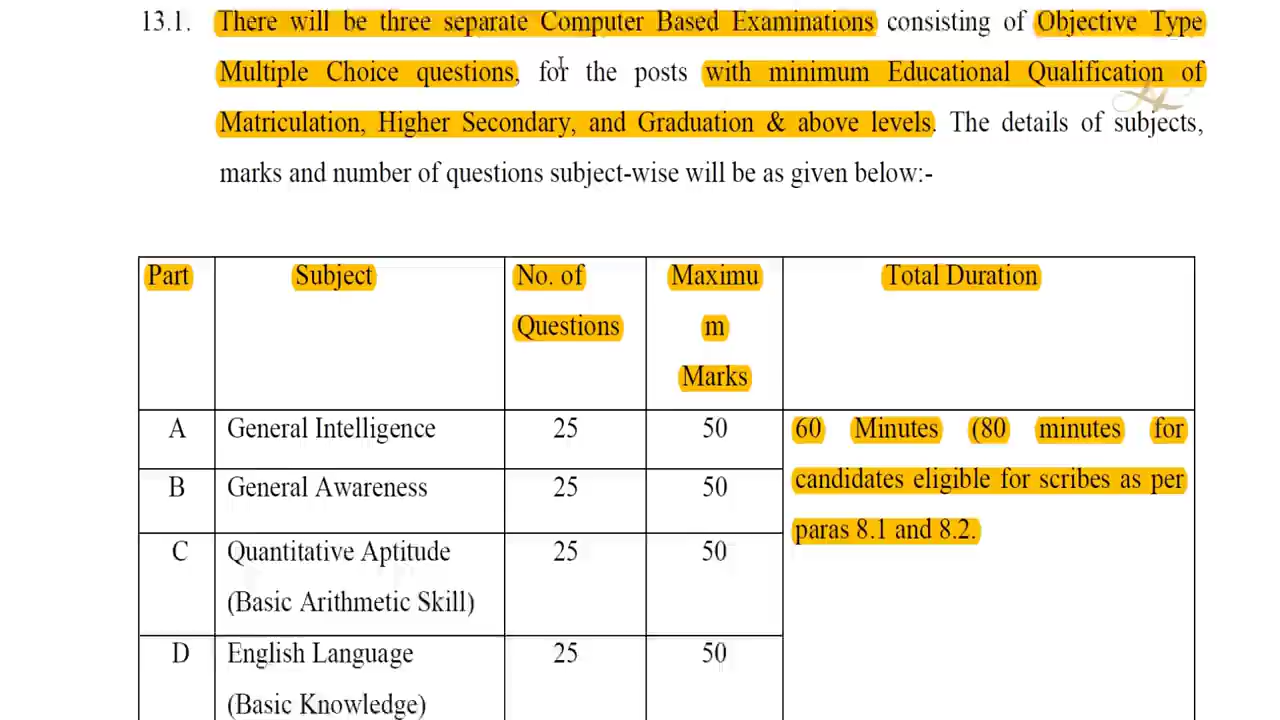 13.1. There will be three separate Computer Based Examinations consisting of Objective Type
Multiple Choice questions, for the posts with minimum Educational Qualification of
Matriculation, Higher Secondary, and Graduation & above levels. The details of subjects,
marks and number of questions subject-wise will be as given below:-
Part Subject No. of Maximu Total Duration
Questions m
Marks
A General Intelligence 25 50 60 Minutes (80 minutes for
candidates eligible for scribes as per
B General Awareness 25 50
paras 8.1 and 8.2.
C Quantitative Aptitude 25 50
(Basic Arithmetic Skill)
D English Language 25 50
(Basic Knowledge)